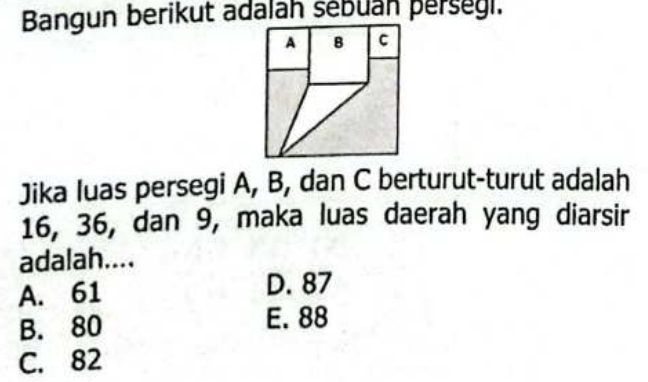 Bangun berikut adalah sebuah persegi.
A B C
Jika luas persegi A, B, dan C berturut-turut adalah
16, 36, dan 9, maka luas daerah yang diarsir
adalah....
A. 61
D. 87
B. 80
E. 88
C. 82